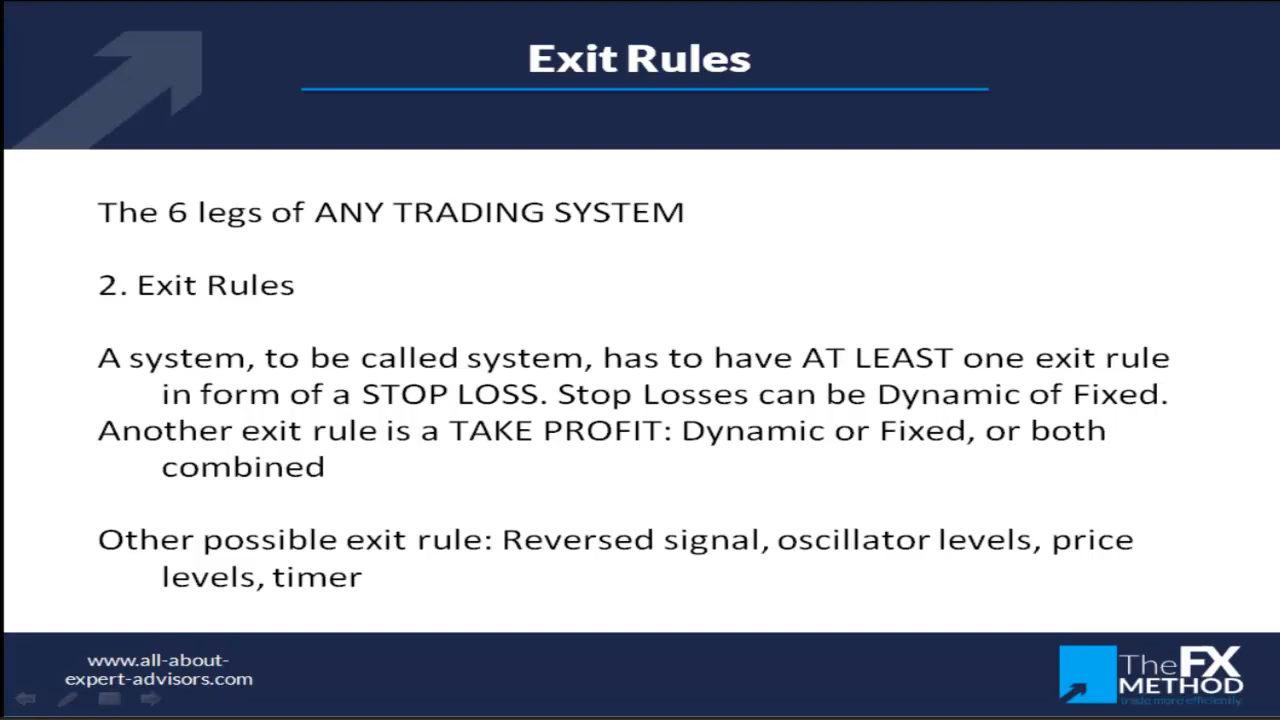 Exit Rules
The 6 legs of ANY TRADING SYSTEM
2. Exit Rules
A system, to be called system, has to have AT LEAST one exit rule
in form of a STOP LOSS. Stop Losses can be Dynamic of Fixed.
Another exit rule is a TAKE PROFIT: Dynamic or Fixed, or both
combined
Other possible exit rule: Reversed signal, oscillator levels, price
levels, timer
www.all-about-
expert-advisors.com
The FX
METHOD
trade more efficiently